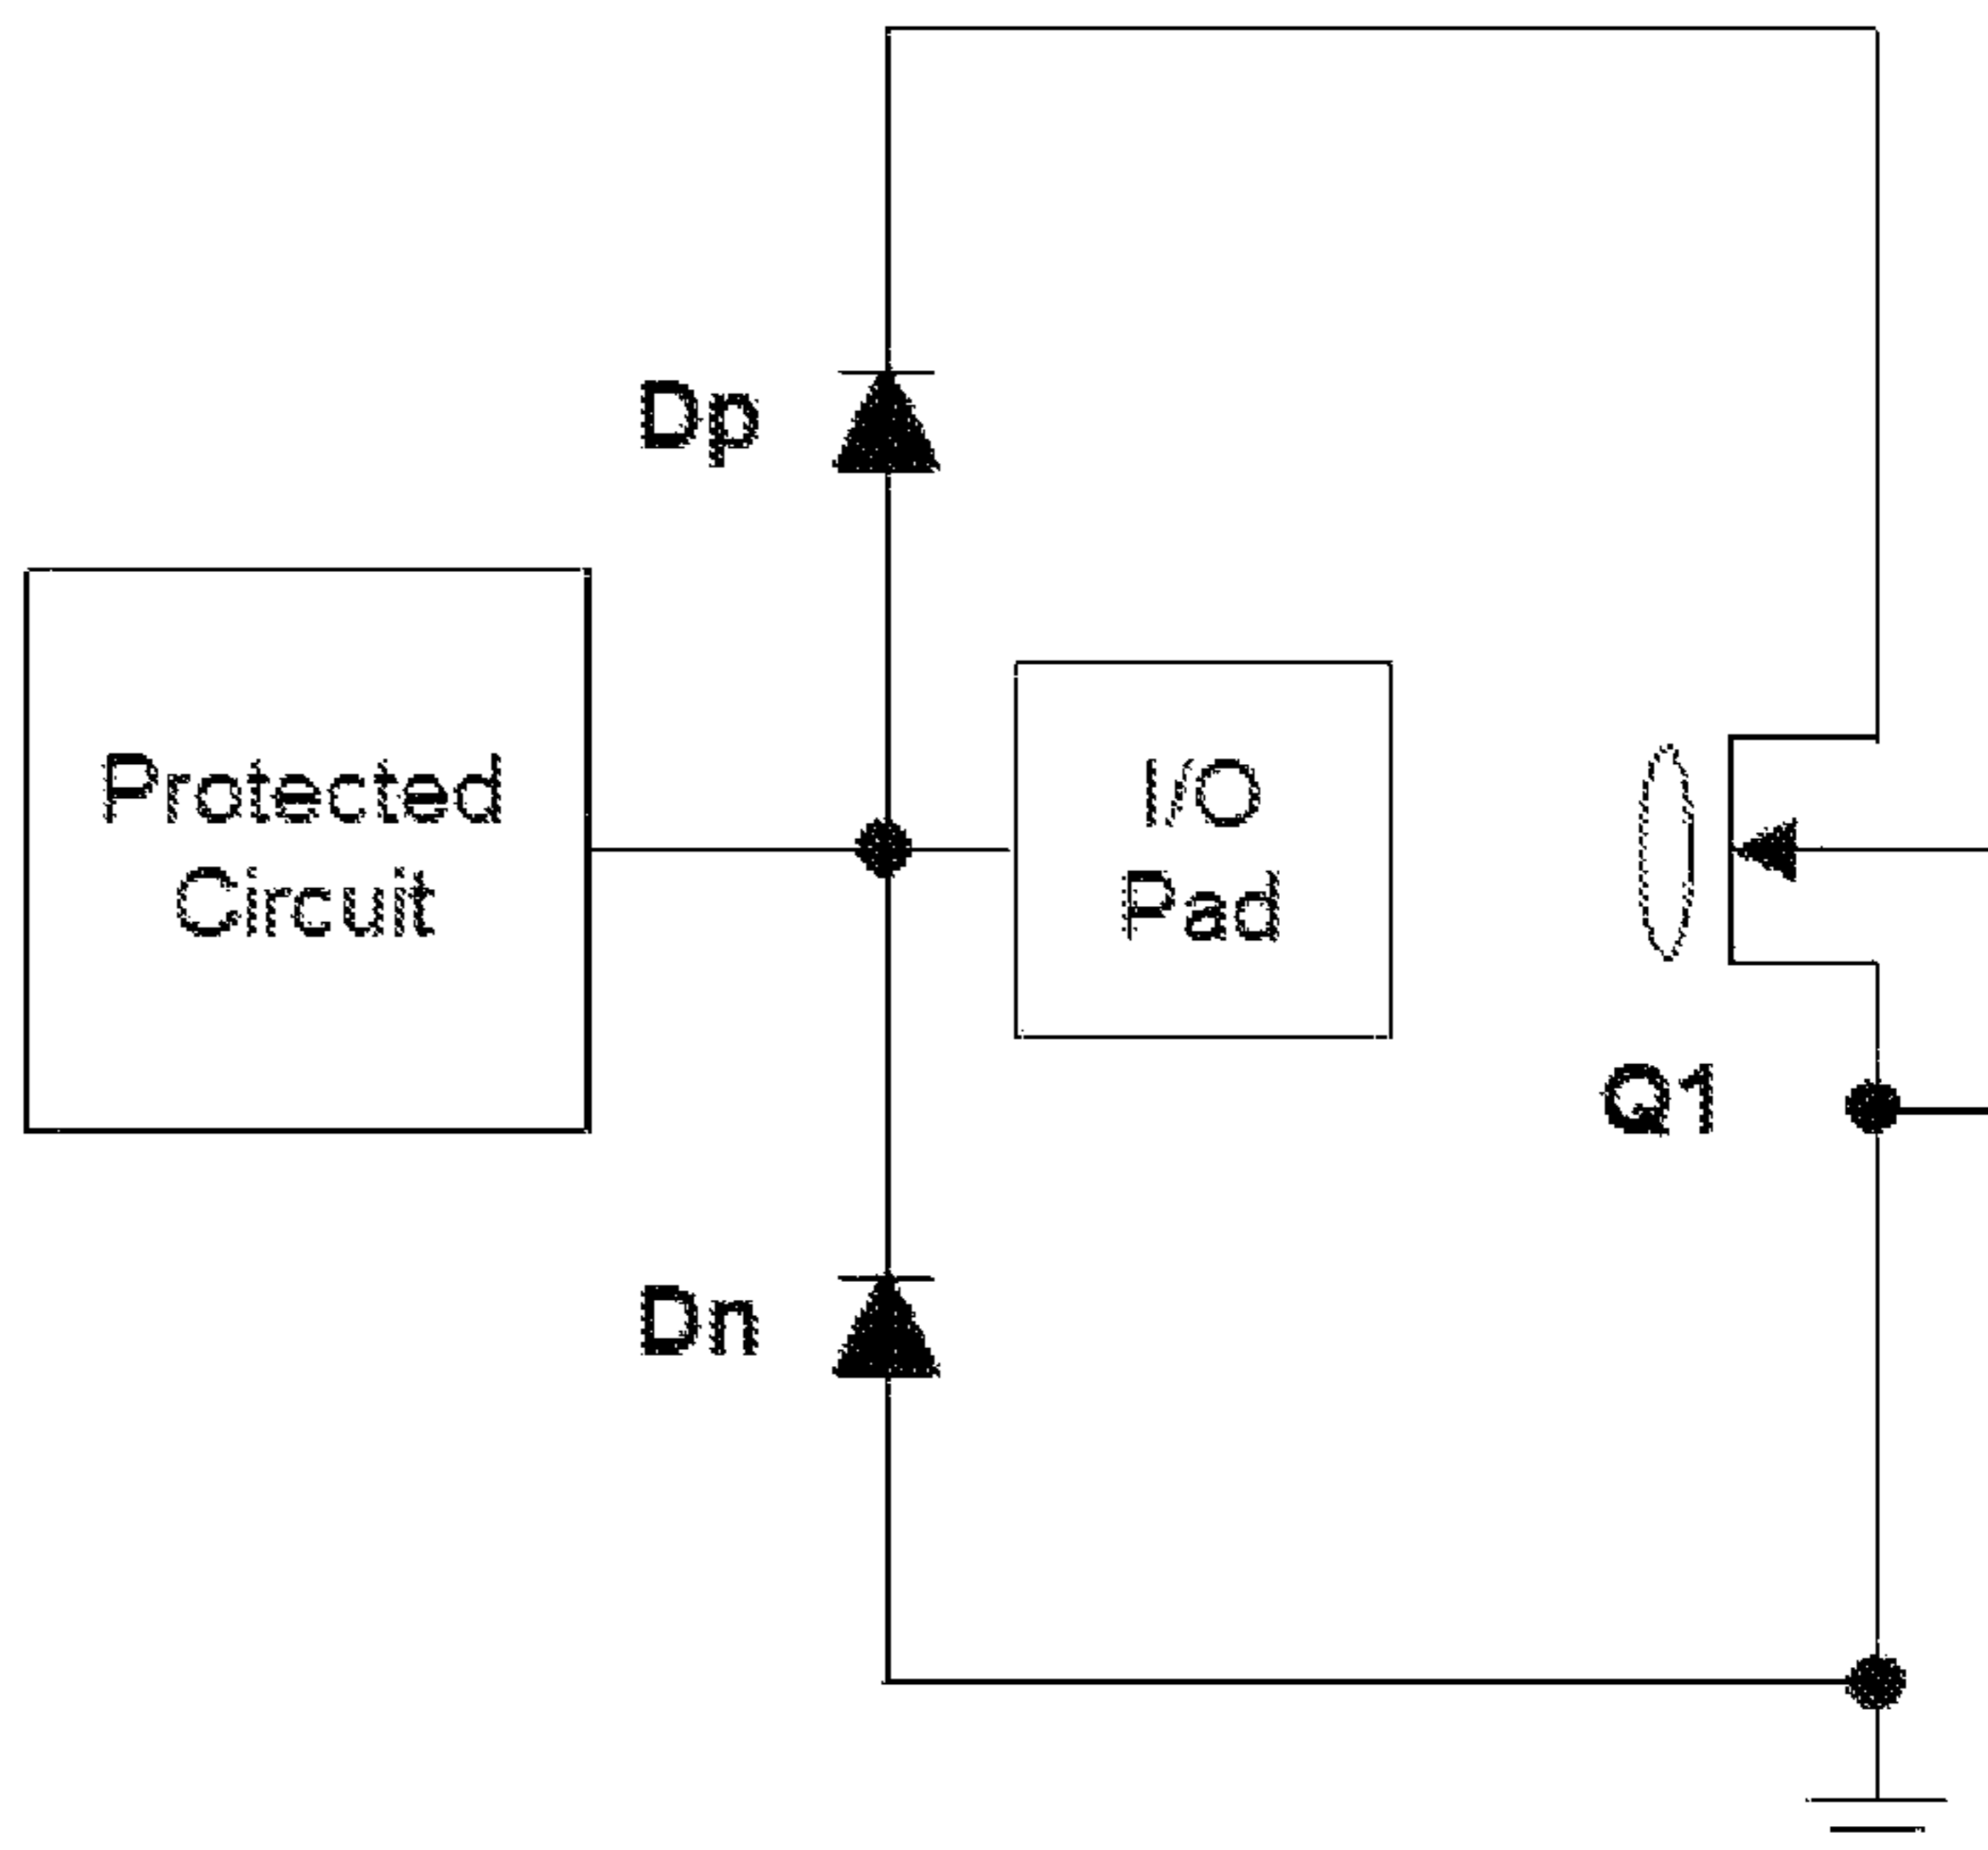 Dp
Protected
Circuit
I/O
Pad
Q1
Dn